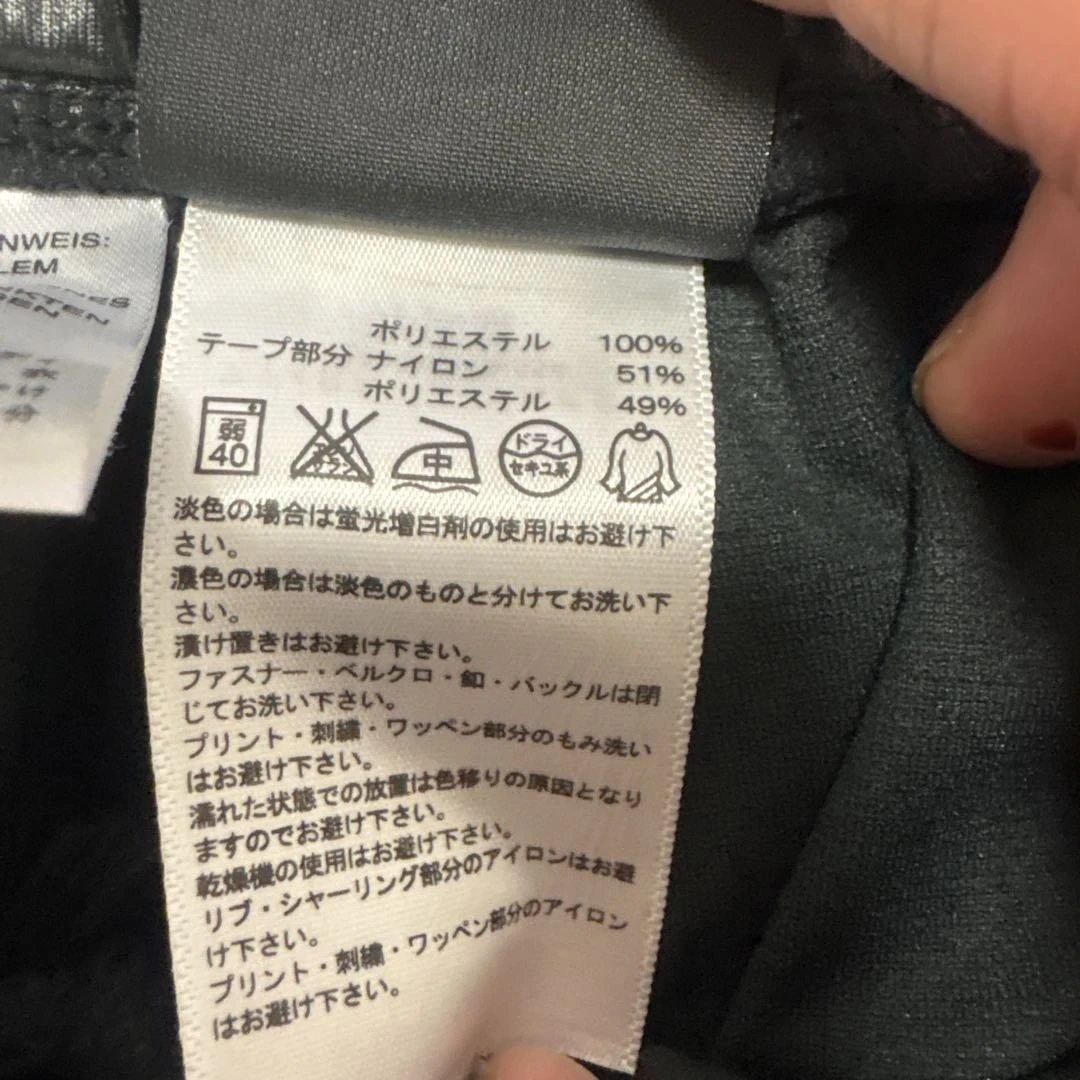 NWEIS:
LEM
ポリエステル 100%
テープ部分 ナイロン 51%
ポリエステル 49%
弱
40
中
ドライ
セキユ系
淡色の場合は蛍光増白剤の使用はお避け下
さい。
濃色の場合は淡色のものと分けてお洗い下
さい。
漬け置きはお避け下さい。
ファスナー・ベルクロ・釦・バックルは閉
じてお洗い下さい。
プリント・刺繍・ワッペン部分のもみ洗い
はお避け下さい。
濡れた状態での放置は色移りの原因となり
ますのでお避け下さい。
乾燥機の使用はお避け下さい。
リブ・シャーリング部分のアイロンはお避
け下さい。
プリント・刺繍・ワッペン部分のアイロン
はお避け下さい。